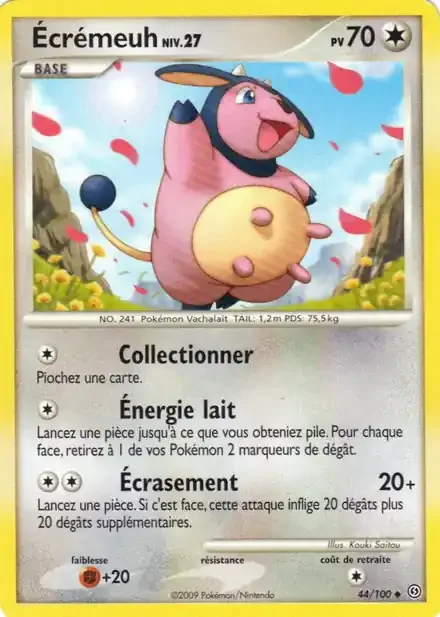 Écrémeuh NIV.27 PV 70
BASE
NO. 241 Pokémon Vachalait TAIL: 1,2m PDS: 75,5kg
Collectionner
Piochez une carte.
Énergie lait
Lancez une pièce jusqu'à ce que vous obteniez pile. Pour chaque
face, retirez à 1 de vos Pokémon 2 marqueurs de dégât.
Écrasement 20+
Lancez une pièce. Si c'est face, cette attaque inflige 20 dégâts plus
20 dégâts supplémentaires.
Illus. Kouki Saitou
faiblesse résistance coût de retraite
+20
©2009 Pokémon/Nintendo 44/100